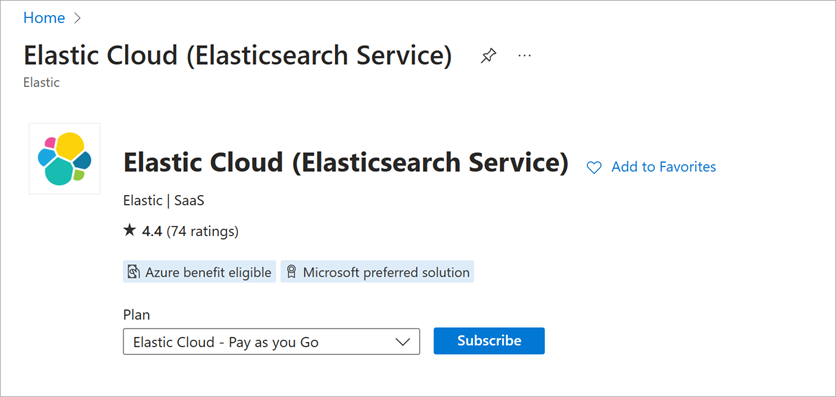 Home
Elastic Cloud (Elasticsearch Service)
Elastic
Elastic Cloud (Elasticsearch Service)
Add to Favorites
Elastic | SaaS
4.4 (74 ratings)
Azure benefit eligible
Microsoft preferred solution
Plan
Elastic Cloud - Pay as you Go
Subscribe